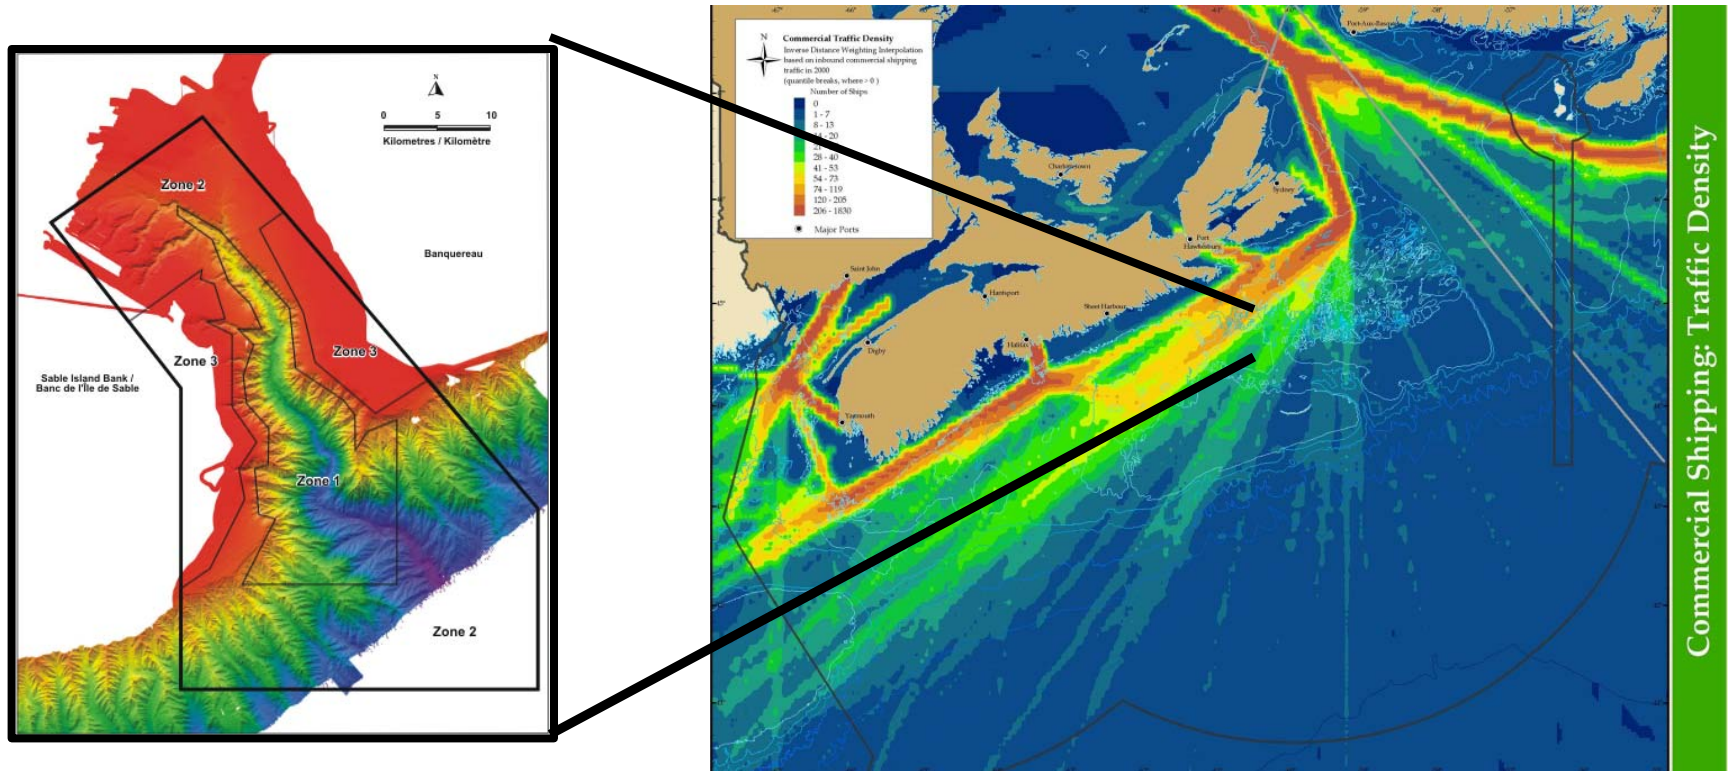 N
0 5 10
Kilometres / Kilomètre
Zone 2
Banquereau
Zone 3
Zone 3
Sable Island Bank /
Banc de l'Île de Sable
Zone 1
Zone 2
N
Commercial Traffic Density
Inverse Distance Weighting Interpolation
based on inbound commercial shipping
traffic in 2000
(quantile breaks, where > 0 )
Number of Ships
0
1 - 7
8 - 13
- 20
28 - 40
41 - 53
54 - 73
74 - 119
120 - 205
206 - 1830
Major Ports
Port-Aux-Basques
Charlottetown
Sydney
Port
Hawkesbury
Saint John
Hantsport
Sheet Harbour
Halifax
Digby
Yarmouth
Commercial Shipping: Traffic Density